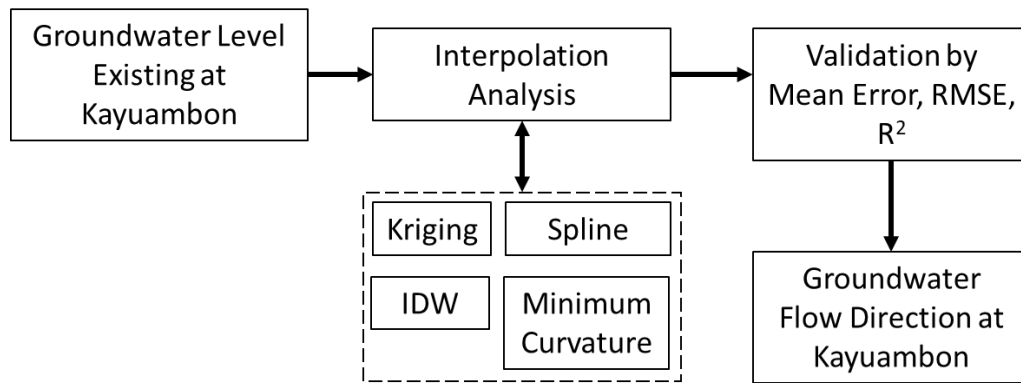 Groundwater Level
Existing at
Kayuambon
Interpolation
Analysis
Validation by
Mean Error, RMSE,
R²
Kriging
Spline
IDW
Minimum
Curvature
Groundwater
Flow Direction at
Kayuambon